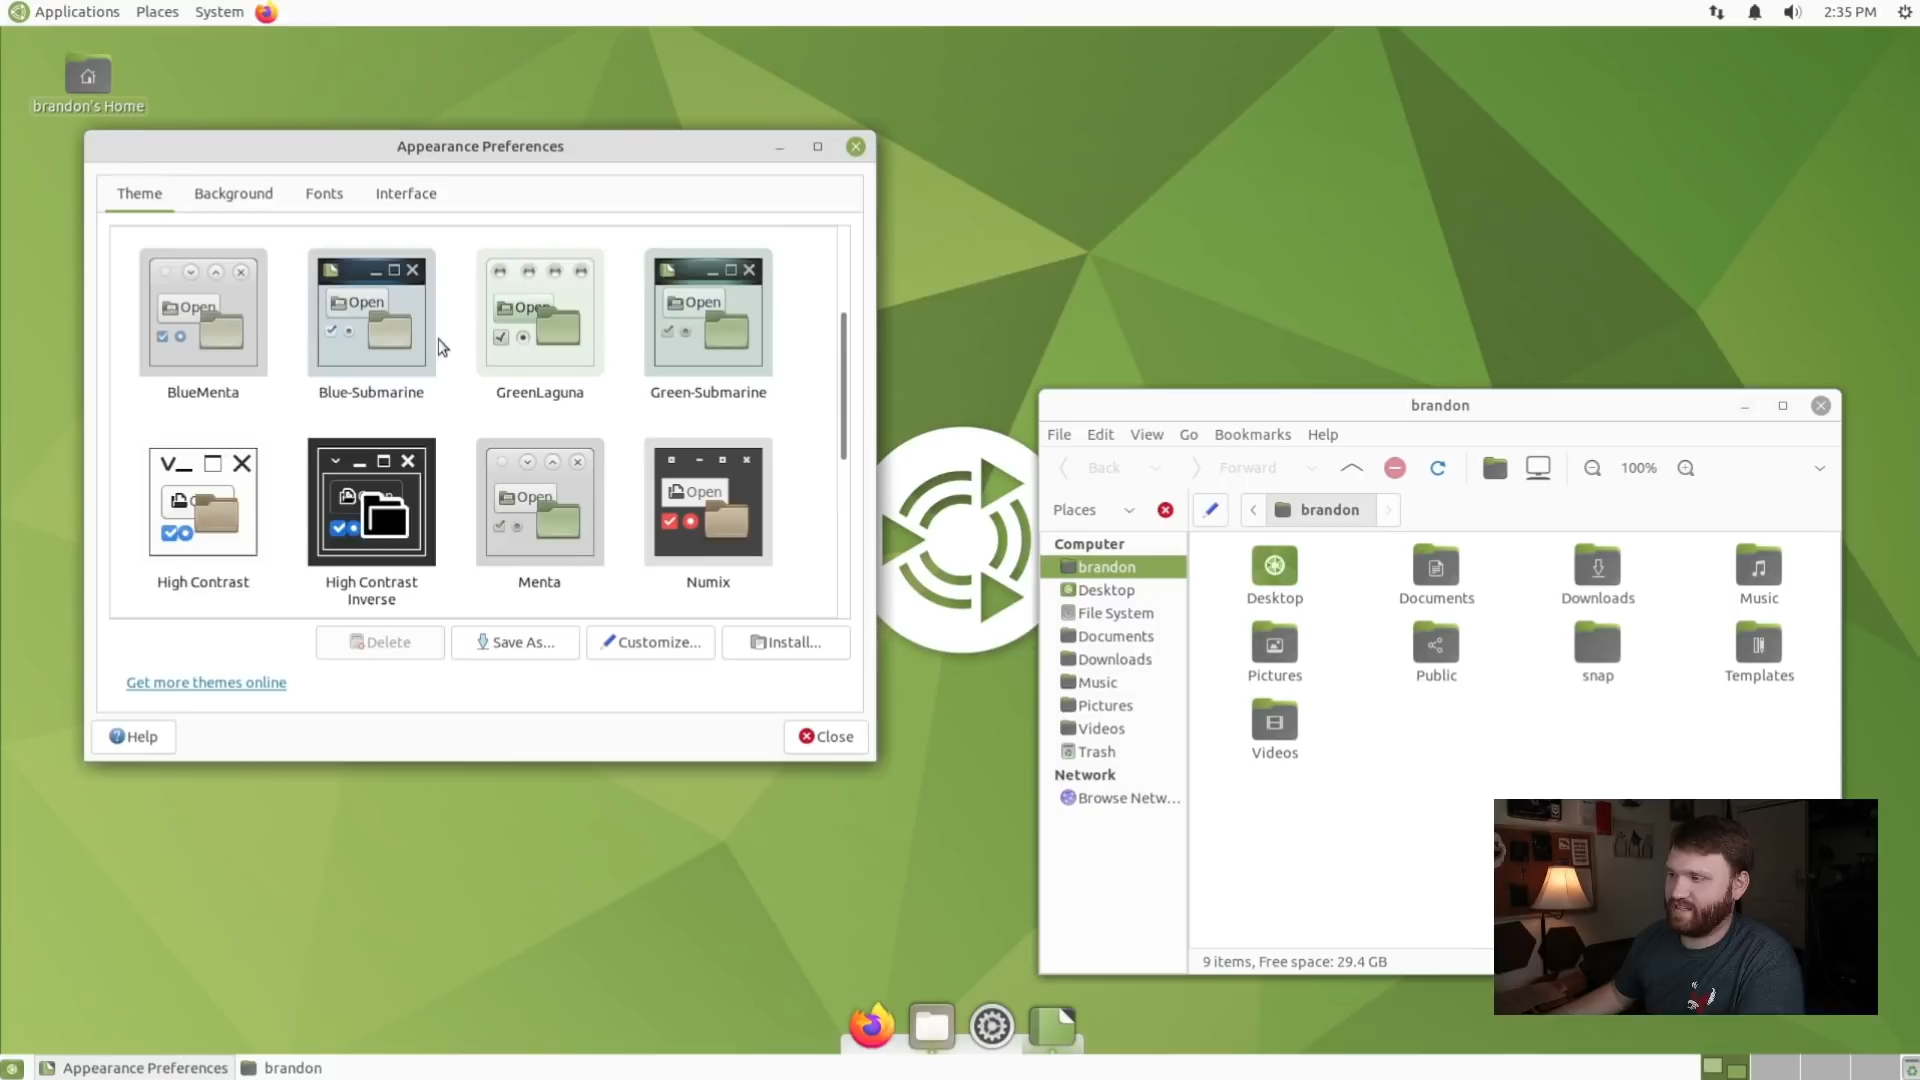 Applications Places System 2:35 PM
brandon's Home
Appearance Preferences
Theme Background Fonts Interface
Open Open Open
BlueMenta Blue-Submarine GreenLaguna Green-Submarine
Open Open
High Contrast High Contrast Inverse Menta Numix
Delete Save As... Customize... Install...
Get more themes online
Help Close
brandon
File Edit View Go Bookmarks Help
Back Forward 100%
Places brandon
Computer
brandon
Desktop
File System
Documents
Downloads
Music
Pictures
Videos
Trash
Network
Browse Netw...
Desktop Documents Downloads Music
Pictures Public snap Templates
Videos
9 items, Free space: 29.4 GB
Appearance Preferences brandon